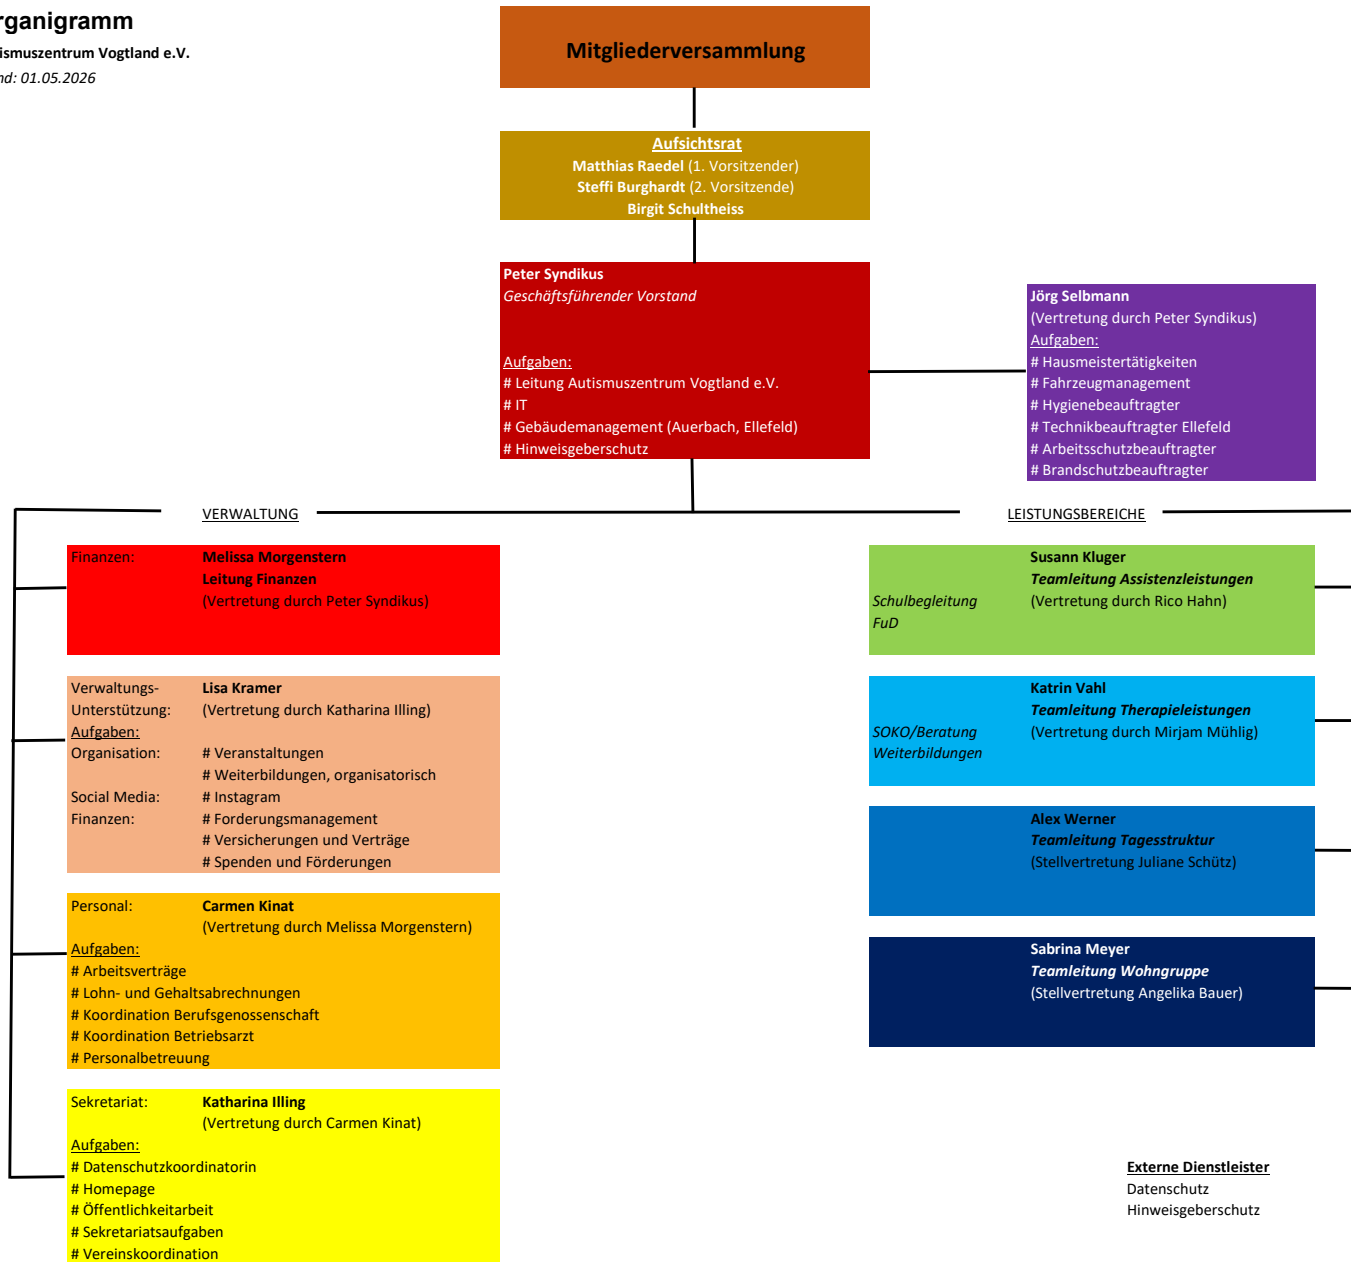 rganigramm
ismuszentrum Vogtland e.V.
nd: 01.05.2026
Mitgliederversammlung
Aufsichtsrat
Matthias Raedel (1. Vorsitzender)
Steffi Burghardt (2. Vorsitzende)
Birgit Schultheiss
Peter Syndikus
Geschäftsführender Vorstand
Aufgaben:
# Leitung Autismuszentrum Vogtland e.V.
# IT
# Gebäudemanagement (Auerbach, Ellefeld)
# Hinweisgeberschutz
Jörg Selbmann
(Vertretung durch Peter Syndikus)
Aufgaben:
# Hausmeistertätigkeiten
# Fahrzeugmanagement
# Hygienebeauftragter
# Technikbeauftragter Ellefeld
# Arbeitsschutzbeauftragter
# Brandschutzbeauftragter
VERWALTUNG
Finanzen: Melissa Morgenstern
Leitung Finanzen
(Vertretung durch Peter Syndikus)
Verwaltungs- Lisa Kramer
Unterstützung: (Vertretung durch Katharina Illing)
Aufgaben:
Organisation: # Veranstaltungen
# Weiterbildungen, organisatorisch
Social Media: # Instagram
Finanzen: # Forderungsmanagement
# Versicherungen und Verträge
# Spenden und Förderungen
Personal: Carmen Kinat
(Vertretung durch Melissa Morgenstern)
Aufgaben:
# Arbeitsverträge
# Lohn- und Gehaltsabrechnungen
# Koordination Berufsgenossenschaft
# Koordination Betriebsarzt
# Personalbetreuung
Sekretariat: Katharina Illing
(Vertretung durch Carmen Kinat)
Aufgaben:
# Datenschutzkoordinatorin
# Homepage
# Öffentlichkeitarbeit
# Sekretariatsaufgaben
# Vereinskoordination
LEISTUNGSBEREICHE
Susann Kluger
Teamleitung Assistenzleistungen
Schulbegleitung (Vertretung durch Rico Hahn)
FuD
Katrin Vahl
Teamleitung Therapieleistungen
SOKO/Beratung (Vertretung durch Mirjam Mühlig)
Weiterbildungen
Alex Werner
Teamleitung Tagesstruktur
(Stellvertretung Juliane Schütz)
Sabrina Meyer
Teamleitung Wohngruppe
(Stellvertretung Angelika Bauer)
Externe Dienstleister
Datenschutz
Hinweisgeberschutz